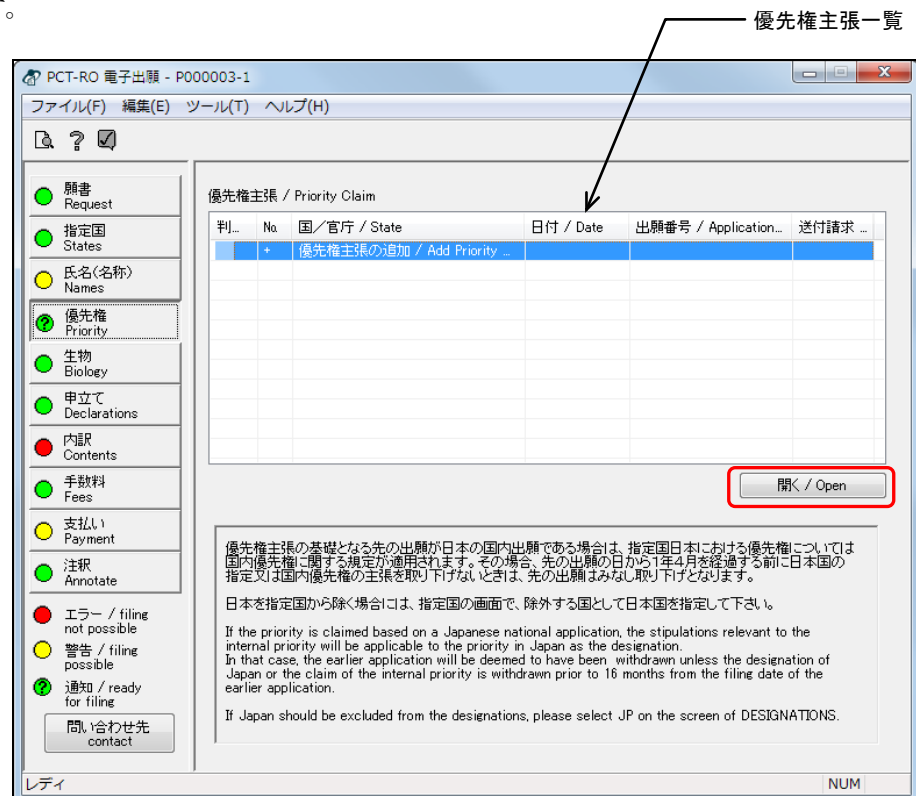 。
優先権主張一覧
PCT-RO 電子出願 - P000003-1
ファイル(F) 編集(E) ツール(T) ヘルプ(H)
願書
Request
指定国
States
氏名(名称)
Names
優先権
Priority
生物
Biology
申立て
Declarations
内訳
Contents
手数料
Fees
支払い
Payment
注釈
Annotate
エラー / filing
not possible
警告 / filing
possible
通知 / ready
for filing
問い合わせ先
contact
優先権主張 / Priority Claim
判... No. 国/官庁 / State 日付 / Date 出願番号 / Application... 送付請求 ...
+ 優先権主張の追加 / Add Priority ...
開く / Open
優先権主張の基礎となる先の出願が日本の国内出願である場合は、指定国日本における優先権については
国内優先権に関する規定が適用されます。その場合、先の出願の日から1年4月を経過する前に日本国の
指定又は国内優先権の主張を取り下げないときは、先の出願はみなし取り下げとなります。
日本を指定国から除く場合には、指定国の画面で、除外する国として日本国を指定して下さい。
If the priority is claimed based on a Japanese national application, the stipulations relevant to the
internal priority will be applicable to the priority in Japan as the designation.
In that case, the earlier application will be deemed to have been withdrawn unless the designation of
Japan or the claim of the internal priority is withdrawn prior to 16 months from the filing date of the
earlier application.
If Japan should be excluded from the designations, please select JP on the screen of DESIGNATIONS.
レディ NUM